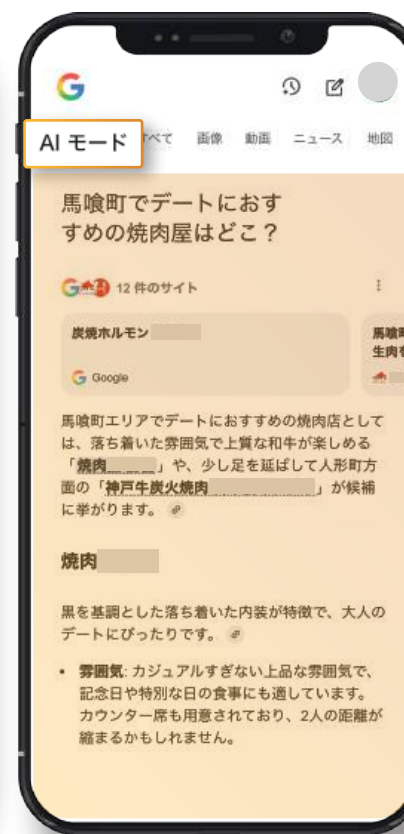 AI モード
すべて 画像 動画 ニュース 地図
馬喰町でデートにおす
すめの焼肉屋はどこ？
12 件のサイト
炭焼ホルモン
Google
馬喰町
生肉を
馬喰町エリアでデートにおすすめの焼肉店として
は、落ち着いた雰囲気で上質な和牛が楽しめる
「焼肉 」や、少し足を延ばして人形町方
面の「神戸牛炭火焼肉 」が候補
に挙がります。
焼肉
黒を基調とした落ち着いた内装が特徴で、大人の
デートにぴったりです。
• 雰囲気: カジュアルすぎない上品な雰囲気で、
記念日や特別な日の食事にも適しています。
カウンター席も用意されており、2人の距離が
縮まるかもしれません。